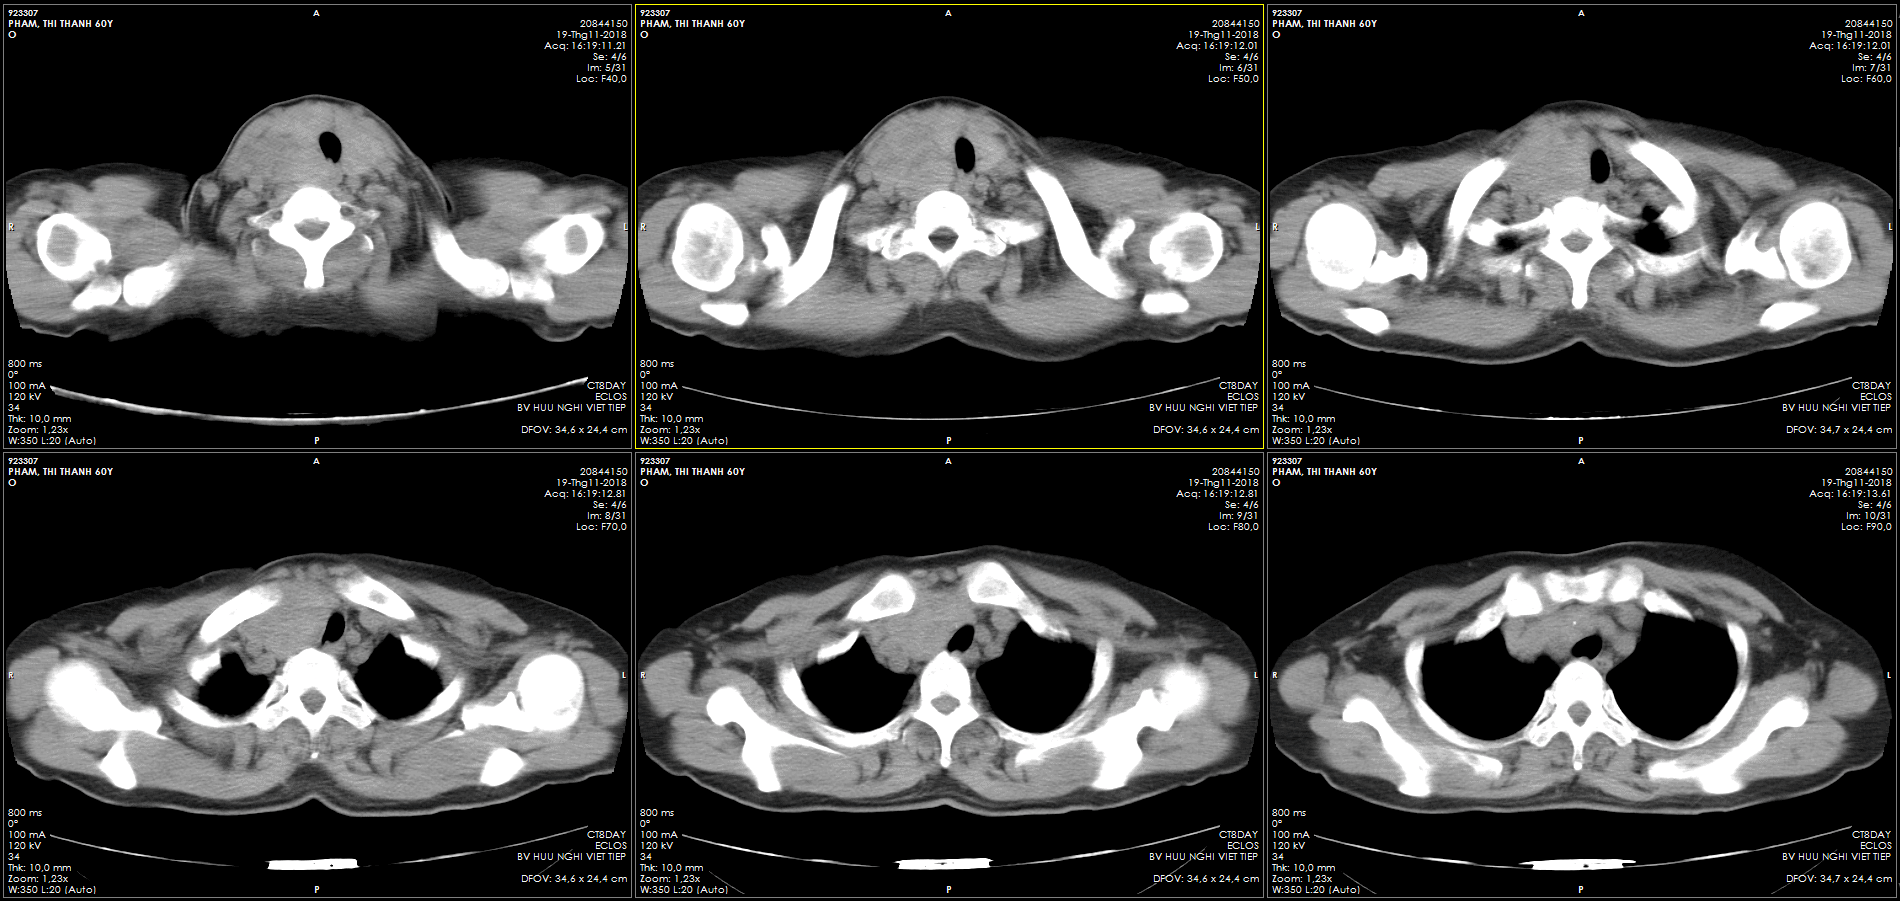 923307
PHAM, THI THANH 60Y
O
A
20844150
19-Thg11-2018
Acq: 16:19:11.21
Se: 4/6
Im: 5/31
Loc: F40,0
R
L
800 ms
0°
100 mA
120 kV
34
Thk: 10,0 mm
Zoom: 1,23x
W:350 L:20 (Auto)
P
CT8DAY
ECLOS
BV HUU NGHI VIET TIEP
DFOV: 34,6 x 24,4 cm
923307
PHAM, THI THANH 60Y
O
A
20844150
19-Thg11-2018
Acq: 16:19:12.01
Se: 4/6
Im: 6/31
Loc: F50,0
R
L
800 ms
0°
100 mA
120 kV
34
Thk: 10,0 mm
Zoom: 1,23x
W:350 L:20 (Auto)
P
CT8DAY
ECLOS
BV HUU NGHI VIET TIEP
DFOV: 34,6 x 24,4 cm
923307
PHAM, THI THANH 60Y
O
A
20844150
19-Thg11-2018
Acq: 16:19:12.01
Se: 4/6
Im: 7/31
Loc: F60,0
R
L
800 ms
0°
100 mA
120 kV
34
Thk: 10,0 mm
Zoom: 1,23x
W:350 L:20 (Auto)
P
CT8DAY
ECLOS
BV HUU NGHI VIET TIEP
DFOV: 34,7 x 24,4 cm
923307
PHAM, THI THANH 60Y
O
A
20844150
19-Thg11-2018
Acq: 16:19:12.81
Se: 4/6
Im: 8/31
Loc: F70,0
R
L
800 ms
0°
100 mA
120 kV
34
Thk: 10,0 mm
Zoom: 1,23x
W:350 L:20 (Auto)
P
CT8DAY
ECLOS
BV HUU NGHI VIET TIEP
DFOV: 34,6 x 24,4 cm
923307
PHAM, THI THANH 60Y
O
A
20844150
19-Thg11-2018
Acq: 16:19:12.81
Se: 4/6
Im: 9/31
Loc: F80,0
R
L
800 ms
0°
100 mA
120 kV
34
Thk: 10,0 mm
Zoom: 1,23x
W:350 L:20 (Auto)
P
CT8DAY
ECLOS
BV HUU NGHI VIET TIEP
DFOV: 34,6 x 24,4 cm
923307
PHAM, THI THANH 60Y
O
A
20844150
19-Thg11-2018
Acq: 16:19:13.61
Se: 4/6
Im: 10/31
Loc: F90,0
R
L
800 ms
0°
100 mA
120 kV
34
Thk: 10,0 mm
Zoom: 1,23x
W:350 L:20 (Auto)
P
CT8DAY
ECLOS
BV HUU NGHI VIET TIEP
DFOV: 34,7 x 24,4 cm